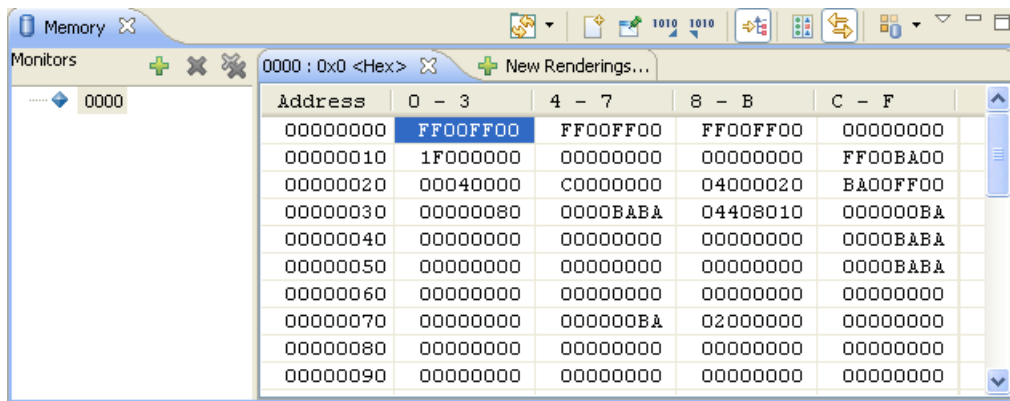 Memory
1010 1010
Monitors
0000 : 0x0 <Hex> New Renderings...
0000
Address 0 - 3 4 - 7 8 - B C - F
00000000 FF00FF00 FF00FF00 FF00FF00 00000000
00000010 1F000000 00000000 00000000 FF00BA00
00000020 00040000 C0000000 04000020 BA00FF00
00000030 00000080 0000BABA 04408010 000000BA
00000040 00000000 00000000 00000000 0000BABA
00000050 00000000 00000000 00000000 0000BABA
00000060 00000000 00000000 00000000 00000000
00000070 00000000 000000BA 02000000 00000000
00000080 00000000 00000000 00000000 00000000
00000090 00000000 00000000 00000000 00000000